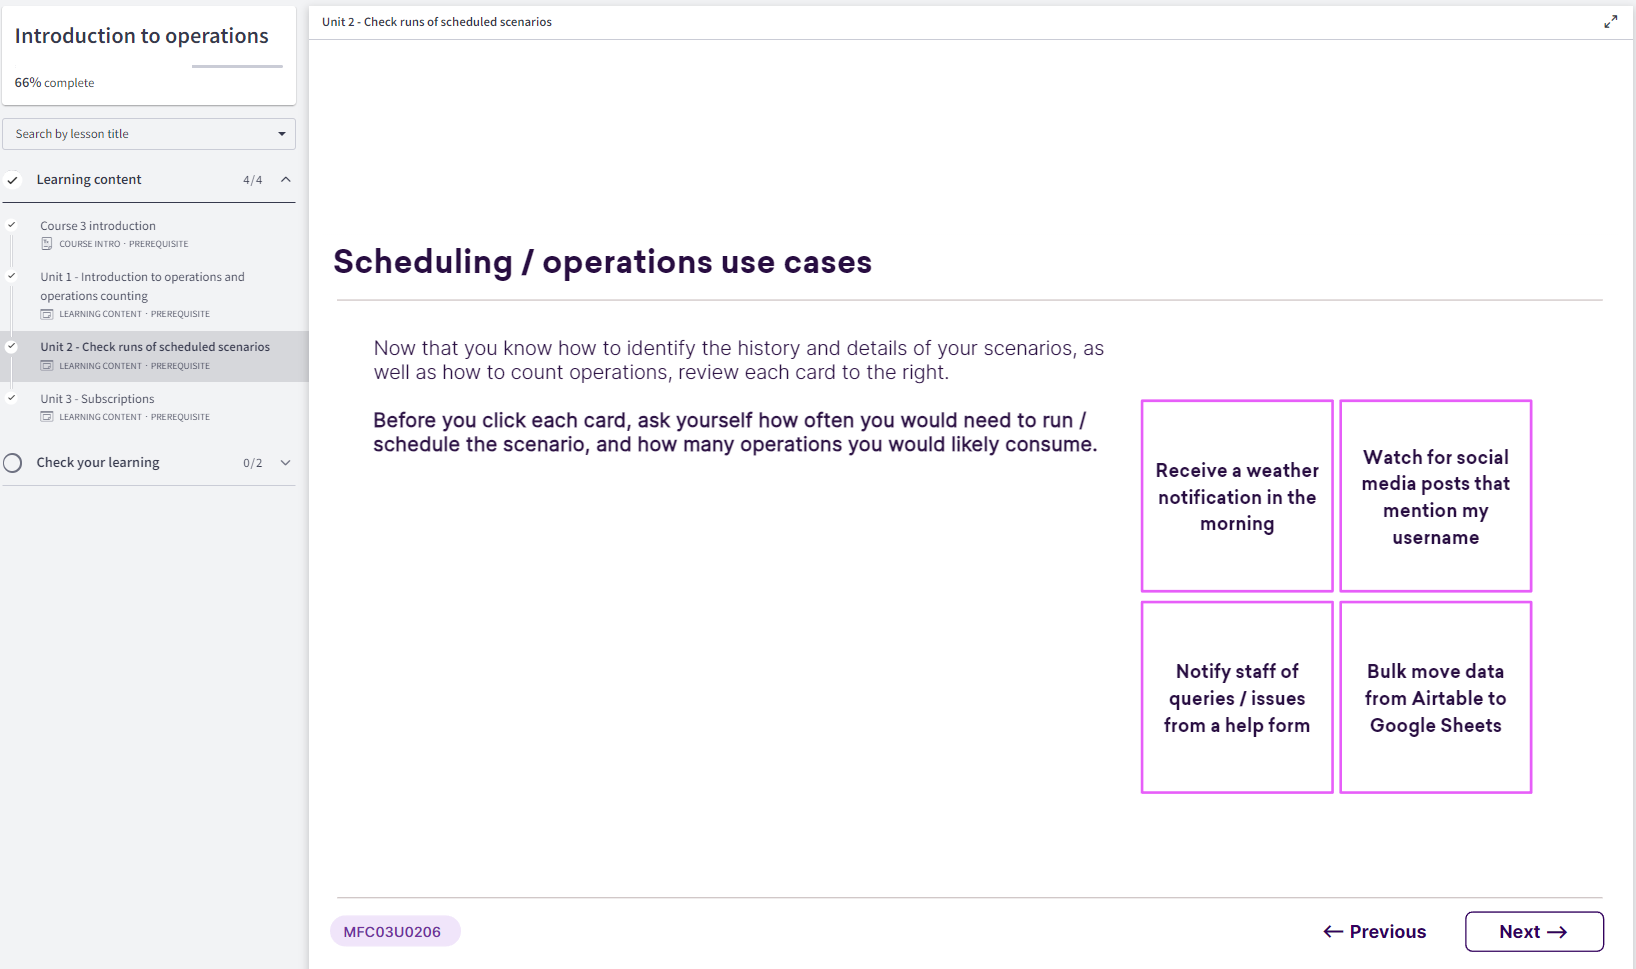 Introduction to operations
66% complete
Search by lesson title
Learning content 4/4
Course 3 introduction
COURSE INTRO · PREREQUISITE
Unit 1 - Introduction to operations and
operations counting
LEARNING CONTENT · PREREQUISITE
Unit 2 - Check runs of scheduled scenarios
LEARNING CONTENT · PREREQUISITE
Unit 3 - Subscriptions
LEARNING CONTENT · PREREQUISITE
Check your learning 0/2
Unit 2 - Check runs of scheduled scenarios
Scheduling / operations use cases
Now that you know how to identify the history and details of your scenarios, as
well as how to count operations, review each card to the right.
Before you click each card, ask yourself how often you would need to run /
schedule the scenario, and how many operations you would likely consume.
Receive a weather
notification in the
morning
Watch for social
media posts that
mention my
username
Notify staff of
queries / issues
from a help form
Bulk move data
from Airtable to
Google Sheets
MFC03U0206
← Previous
Next →